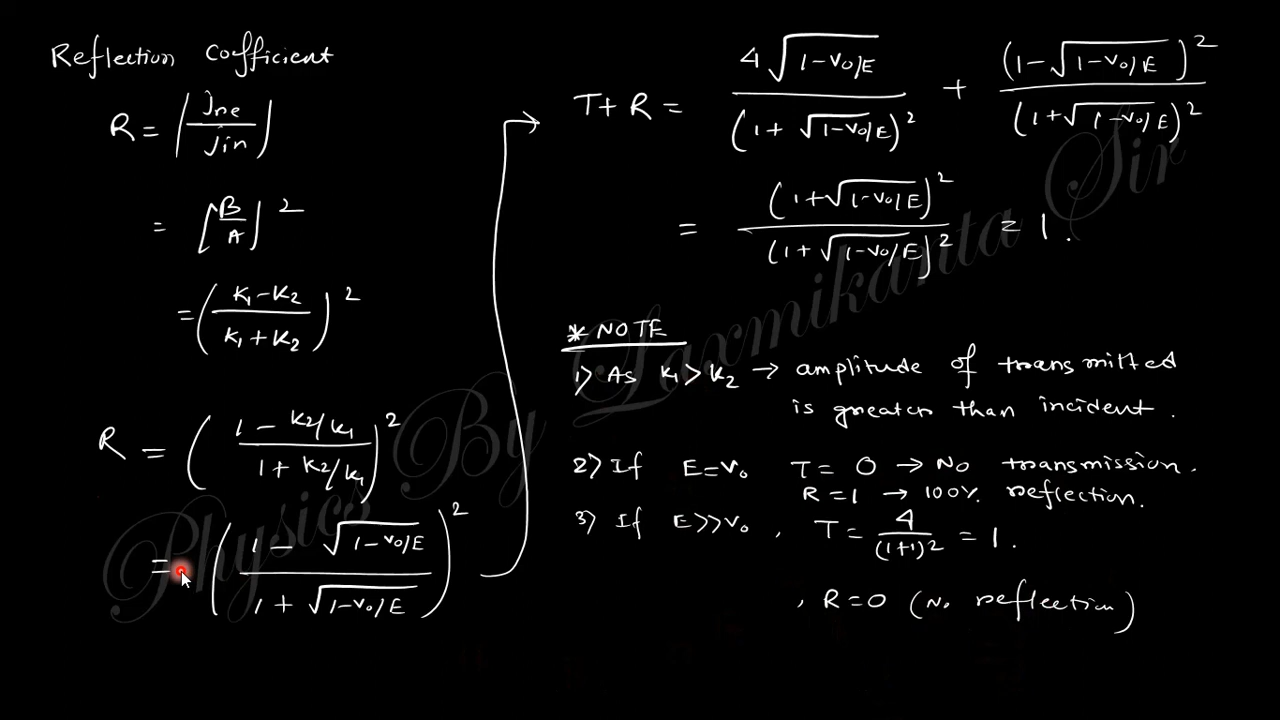 Reflection Cofficient
R = |Jre/Jin|
= [B/A]²
= ((k₁-k₂)/(k₁+k₂))²
R = ((1 - k₂/k₁)/(1 + k₂/k₁))²
= ((1 - √(1-V₀/E))/(1 + √(1-V₀/E)))²
T+R = 4√(1-V₀/E)/(1+√(1-V₀/E))² + (1-√(1-V₀/E))²/(1+√(1-V₀/E))²
= (1+√(1-V₀/E))²/(1+√(1-V₀/E))² = 1.
* NOTE
1) As k₁ > k₂ → amplitude of transmitted
is greater than incident.
2) If E=V₀ T = 0 → No transmission.
R = 1 → 100% reflection.
3) If E>>V₀, T = 4/(1+1)² = 1.
, R=0 (No reflection)
Physics By Laxmikanta Sir